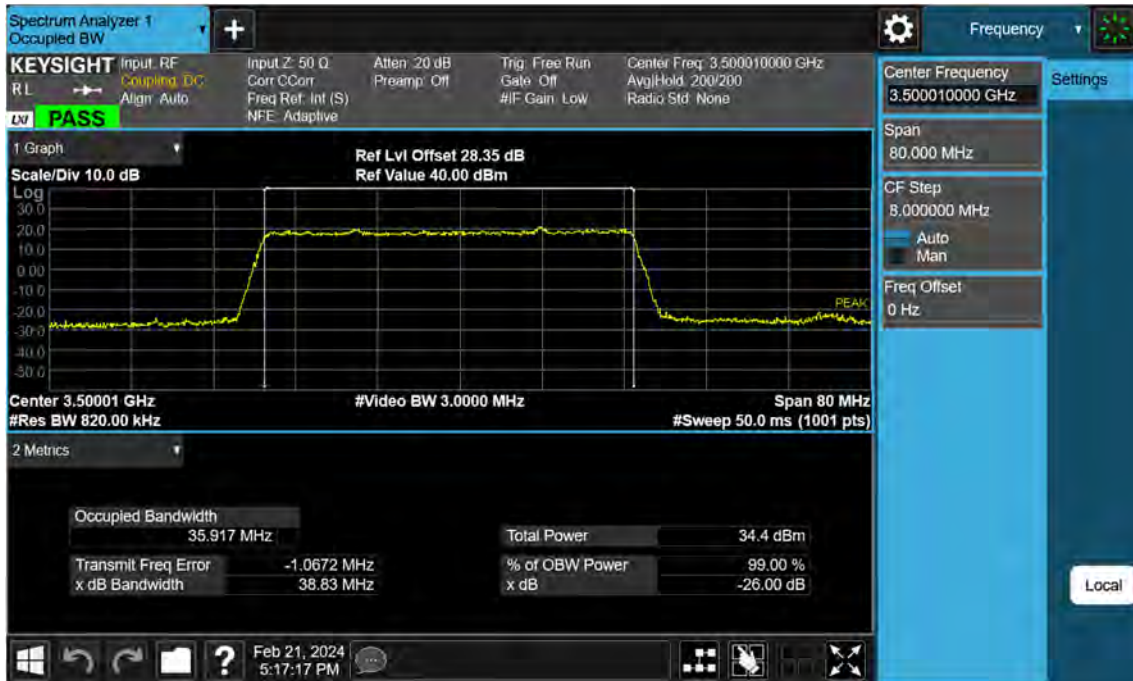 Spectrum Analyzer 1
Occupied BW
Frequency
KEYSIGHT
RL
LXI PASS
Input: RF
Coupling: DC
Align: Auto
Input Z: 50 Ω
Corr CCorr
Freq Ref: Int (S)
NFE: Adaptive
Atten: 20 dB
Preamp: Off
Trig: Free Run
Gate: Off
#IF Gain: Low
Center Freq: 3.500010000 GHz
Avg|Hold: 200/200
Radio Std: None
Center Frequency
3.500010000 GHz
Settings
Span
80.000 MHz
CF Step
8.000000 MHz
Auto
Man
Freq Offset
0 Hz
1 Graph
Scale/Div 10.0 dB
Ref Lvl Offset 28.35 dB
Ref Value 40.00 dBm
Log
30.0
20.0
10.0
0.00
-10.0
-20.0
-30.0
-40.0
-50.0
PEAK
Center 3.50001 GHz
#Video BW 3.0000 MHz
Span 80 MHz
#Res BW 820.00 kHz
#Sweep 50.0 ms (1001 pts)
2 Metrics
Occupied Bandwidth
35.917 MHz
Total Power 34.4 dBm
Transmit Freq Error -1.0672 MHz
% of OBW Power 99.00 %
x dB Bandwidth 38.83 MHz
x dB -26.00 dB
Local
?
Feb 21, 2024
5:17:17 PM